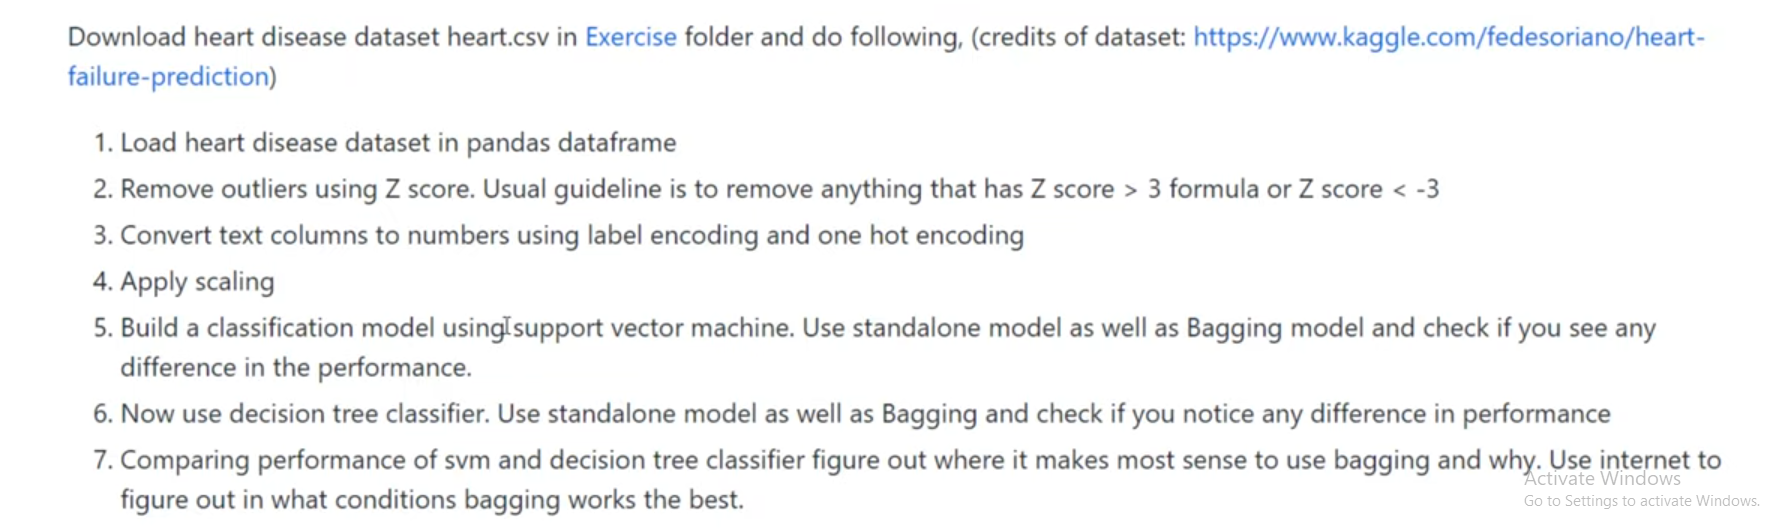 Download heart disease dataset heart.csv in Exercise folder and do following, (credits of dataset: https://www.kaggle.com/fedesoriano/heart-
failure-prediction)
1. Load heart disease dataset in pandas dataframe
2. Remove outliers using Z score. Usual guideline is to remove anything that has Z score > 3 formula or Z score < -3
3. Convert text columns to numbers using label encoding and one hot encoding
4. Apply scaling
5. Build a classification model using support vector machine. Use standalone model as well as Bagging model and check if you see any
difference in the performance.
6. Now use decision tree classifier. Use standalone model as well as Bagging and check if you notice any difference in performance
7. Comparing performance of svm and decision tree classifier figure out where it makes most sense to use bagging and why. Use internet to
figure out in what conditions bagging works the best.
Activate Windows
Go to Settings to activate Windows.